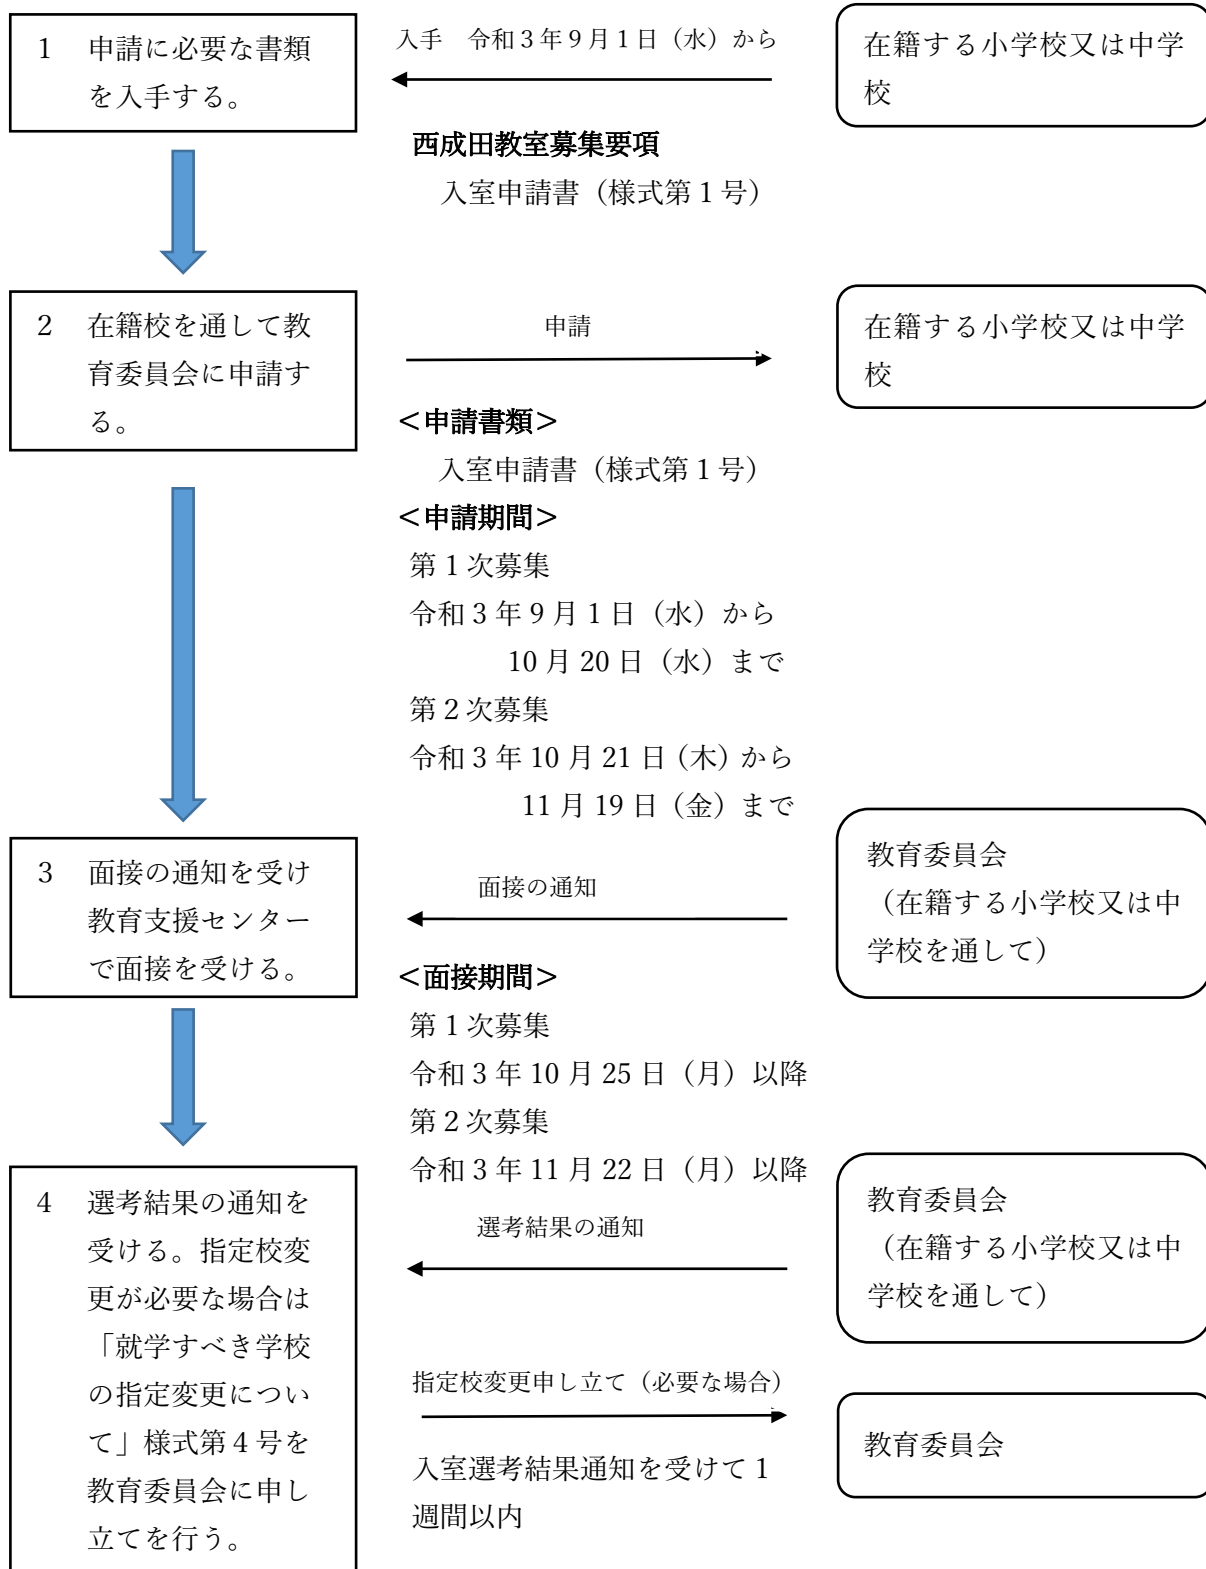 1 申請に必要な書類
を入手する。
入手 令和3年9月1日（水）から
在籍する小学校又は中学
校
西成田教室募集要項
入室申請書（様式第1号）
2 在籍校を通して教
育委員会に申請す
る。
申請
在籍する小学校又は中学
校
＜申請書類＞
入室申請書（様式第1号）
＜申請期間＞
第1次募集
令和3年9月1日（水）から
10月20日（水）まで
第2次募集
令和3年10月21日（木）から
11月19日（金）まで
3 面接の通知を受け
教育支援センター
で面接を受ける。
面接の通知
教育委員会
（在籍する小学校又は中
学校を通して）
＜面接期間＞
第1次募集
令和3年10月25日（月）以降
第2次募集
令和3年11月22日（月）以降
4 選考結果の通知を
受ける。指定校変
更が必要な場合は
「就学すべき学校
の指定変更につい
て」様式第4号を
教育委員会に申し
立てを行う。
選考結果の通知
教育委員会
（在籍する小学校又は中
学校を通して）
指定校変更申し立て（必要な場合）
入室選考結果通知を受けて1
週間以内
教育委員会